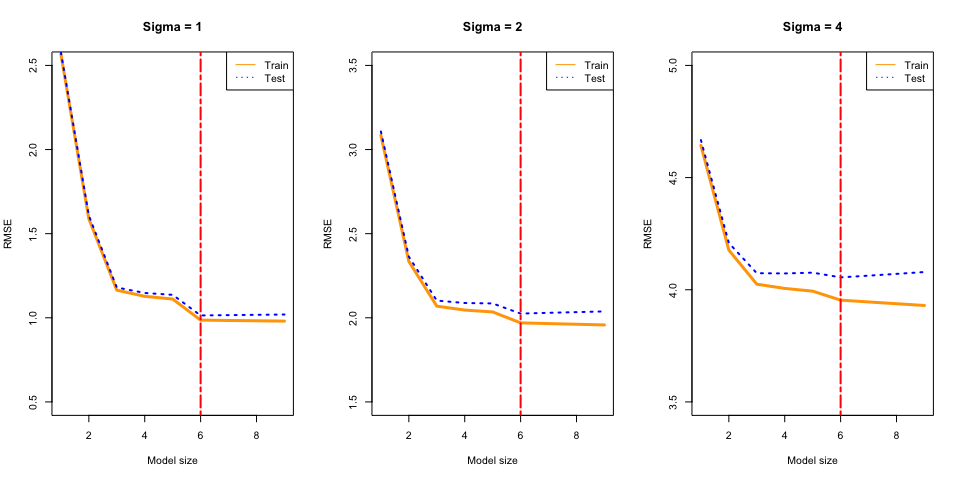 Sigma = 1
Train
Test
RMSE
2.5
2.0
1.5
1.0
0.5
2 4 6 8
Model size
Sigma = 2
Train
Test
RMSE
3.5
3.0
2.5
2.0
1.5
2 4 6 8
Model size
Sigma = 4
Train
Test
RMSE
5.0
4.5
4.0
3.5
2 4 6 8
Model size